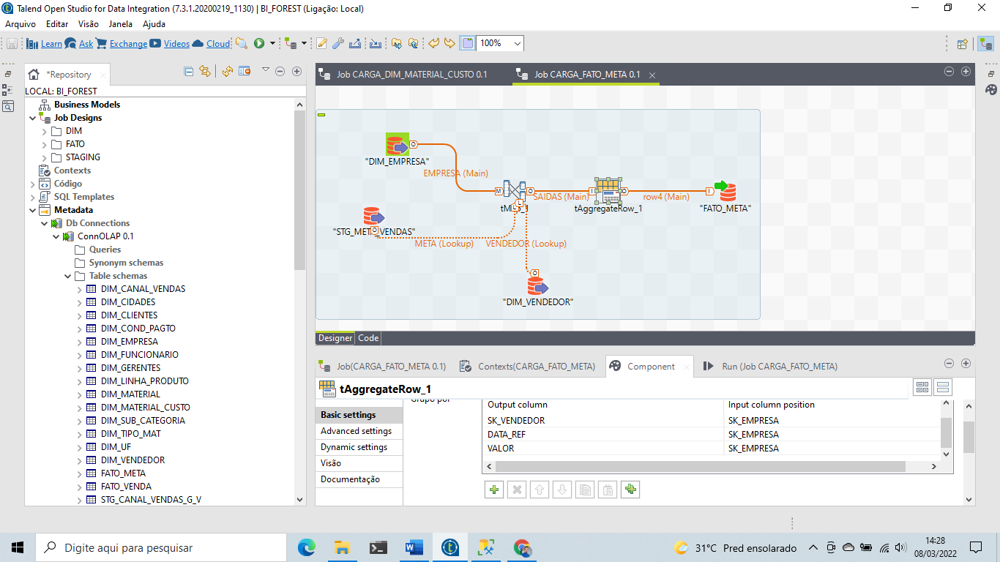 Talend Open Studio for Data Integration (7.3.1.20200219_1130) | BI_FOREST (Ligação: Local)
Arquivo Editar Visão Janela Ajuda
Learn Ask Exchange Videos Cloud 100%
*Repository
LOCAL: BI_FOREST
Business Models
Job Designs
DIM
FATO
STAGING
Contexts
Código
SQL Templates
Metadata
Db Connections
ConnOLAP 0.1
Queries
Synonym schemas
Table schemas
DIM_CANAL_VENDAS
DIM_CIDADES
DIM_CLIENTES
DIM_COND_PAGTO
DIM_EMPRESA
DIM_FUNCIONARIO
DIM_GERENTES
DIM_LINHA_PRODUTO
DIM_MATERIAL
DIM_MATERIAL_CUSTO
DIM_SUB_CATEGORIA
DIM_TIPO_MAT
DIM_UF
DIM_VENDEDOR
FATO_META
FATO_VENDA
STG_CANAL_VENDAS_G_V
Job CARGA_DIM_MATERIAL_CUSTO 0.1 Job CARGA_FATO_META 0.1
"DIM_EMPRESA"
EMPRESA (Main)
SAIDAS (Main) row4 (Main)
tAggregateRow_1 "FATO_META"
META (Lookup) VENDEDOR (Lookup)
"DIM_VENDEDOR"
Designer Code
Job(CARGA_FATO_META 0.1) Contexts(CARGA_FATO_META) Component Run (Job CARGA_FATO_META)
tAggregateRow_1
Basic settings
Advanced settings
Dynamic settings
Visão
Documentação
Grupo por
Output column Input column position
SK_VENDEDOR SK_EMPRESA
DATA_REF SK_EMPRESA
VALOR SK_EMPRESA
Digite aqui para pesquisar
31°C Pred ensolarado
14:28
08/03/2022